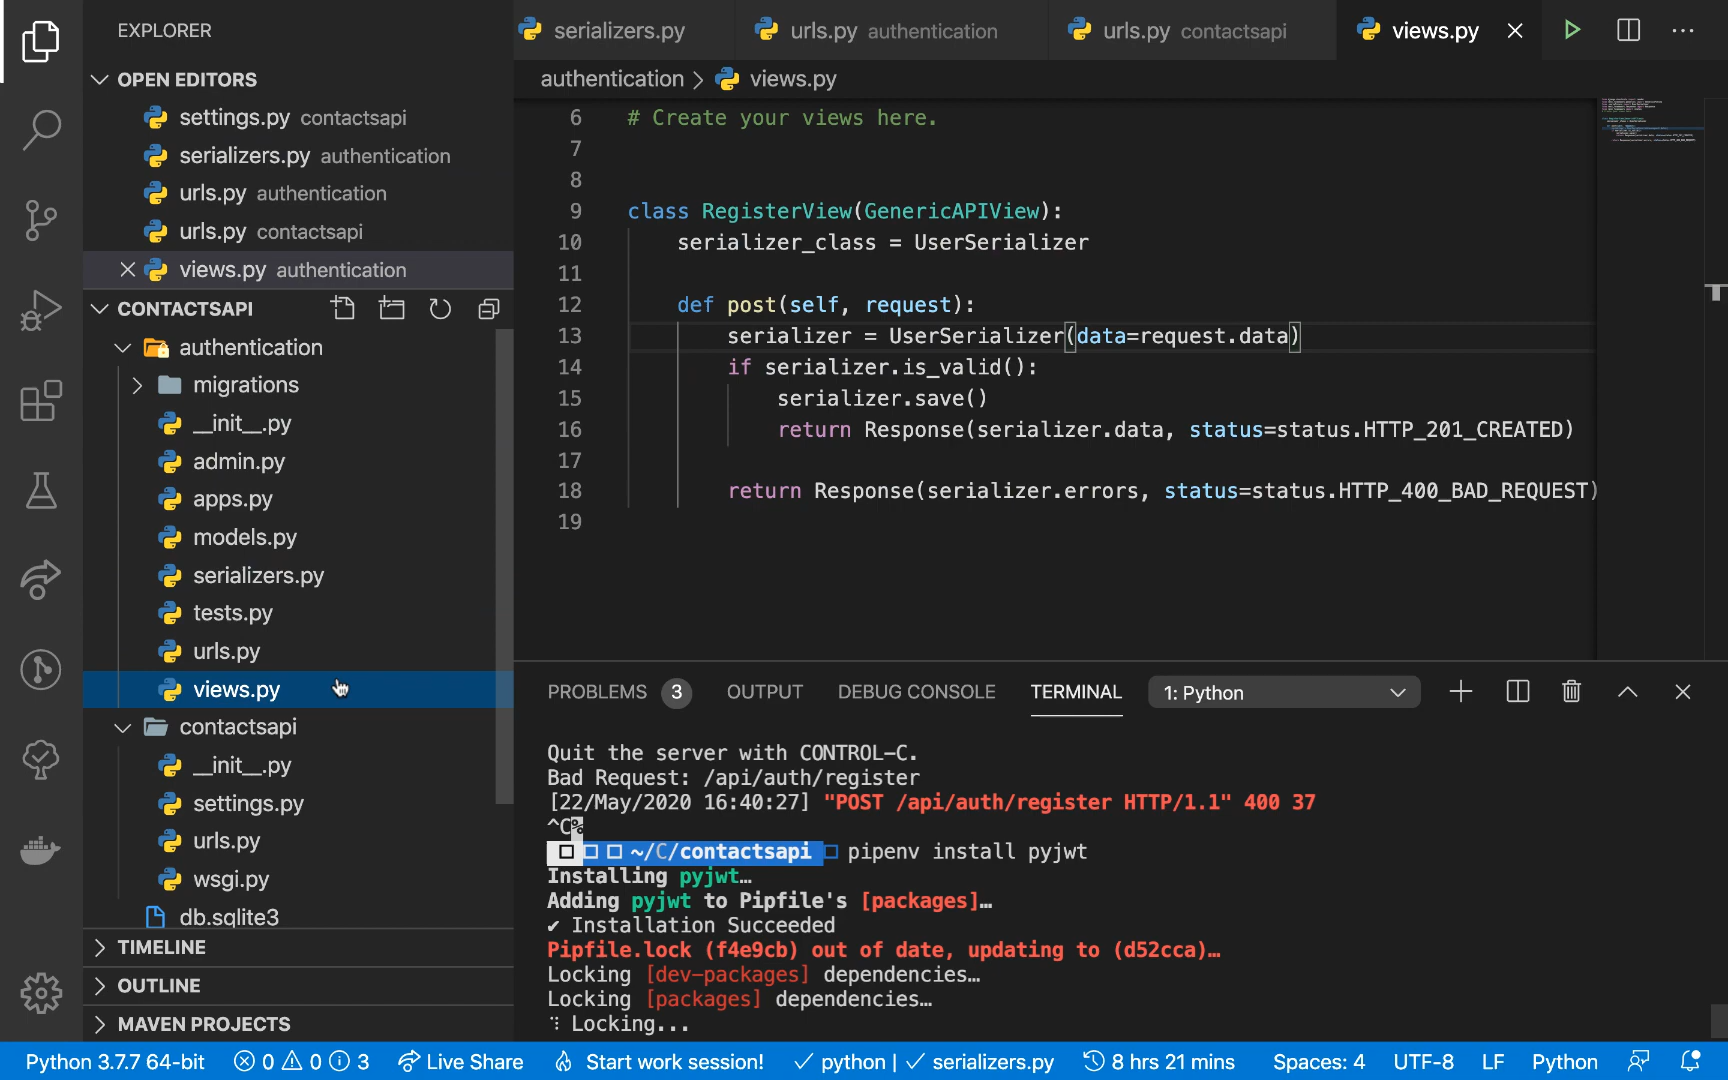 EXPLORER
OPEN EDITORS
settings.py contactsapi
serializers.py authentication
urls.py authentication
urls.py contactsapi
views.py authentication
CONTACTSAPI
authentication
migrations
__init__.py
admin.py
apps.py
models.py
serializers.py
tests.py
urls.py
views.py
contactsapi
__init__.py
settings.py
urls.py
wsgi.py
db.sqlite3
TIMELINE
OUTLINE
MAVEN PROJECTS
serializers.py
urls.py authentication
urls.py contactsapi
views.py
authentication > views.py
6 # Create your views here.
7
8
9 class RegisterView(GenericAPIView):
10 serializer_class = UserSerializer
11
12 def post(self, request):
13 serializer = UserSerializer(data=request.data)
14 if serializer.is_valid():
15 serializer.save()
16 return Response(serializer.data, status=status.HTTP_201_CREATED)
17
18 return Response(serializer.errors, status=status.HTTP_400_BAD_REQUEST)
19
PROBLEMS 3 OUTPUT DEBUG CONSOLE TERMINAL 1: Python
Quit the server with CONTROL-C.
Bad Request: /api/auth/register
[22/May/2020 16:40:27] "POST /api/auth/register HTTP/1.1" 400 37
^C%
~/C/contactsapi pipenv install pyjwt
Installing pyjwt…
Adding pyjwt to Pipfile's [packages]…
✔ Installation Succeeded
Pipfile.lock (f4e9cb) out of date, updating to (d52cca)…
Locking [dev-packages] dependencies…
Locking [packages] dependencies…
Locking...
Python 3.7.7 64-bit 0 0 3 Live Share Start work session! ✓ python | ✓ serializers.py 8 hrs 21 mins Spaces: 4 UTF-8 LF Python